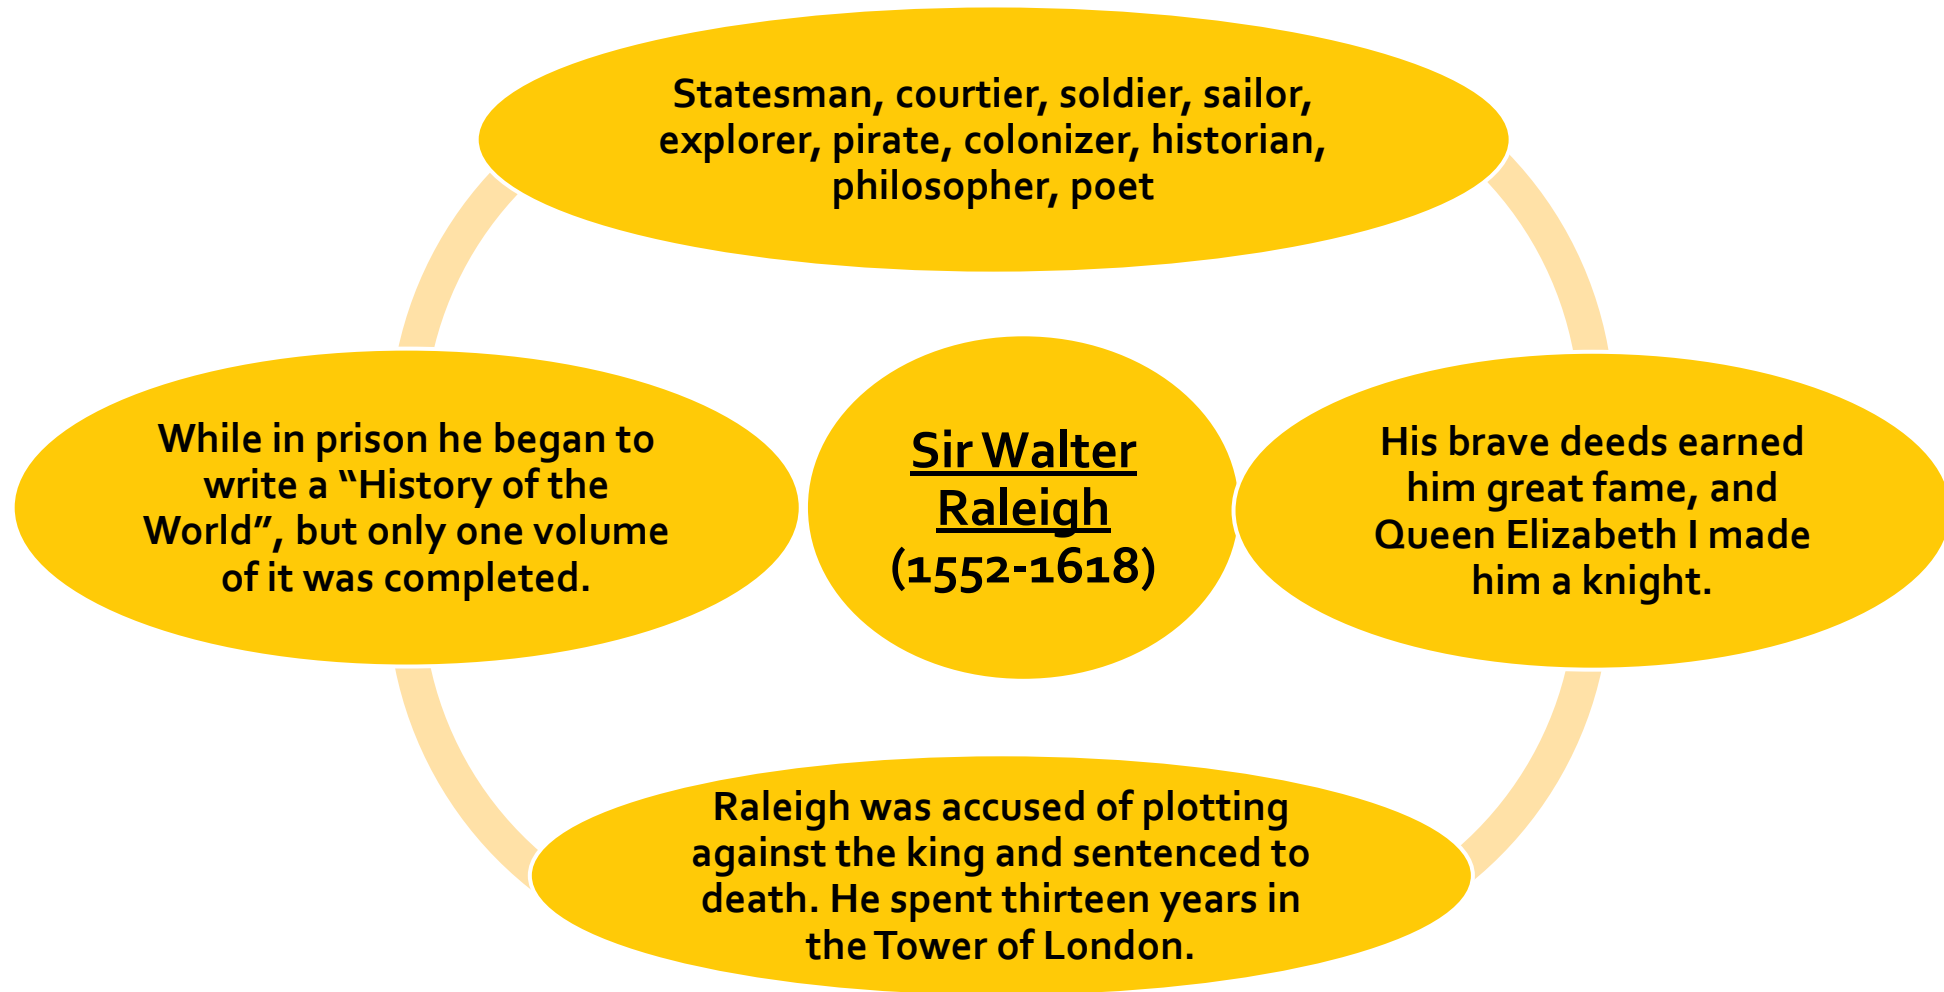 Statesman, courtier, soldier, sailor,
explorer, pirate, colonizer, historian,
philosopher, poet
While in prison he began to
write a “History of the
World”, but only one volume
of it was completed.
Sir Walter
Raleigh
(1552-1618)
His brave deeds earned
him great fame, and
Queen Elizabeth I made
him a knight.
Raleigh was accused of plotting
against the king and sentenced to
death. He spent thirteen years in
the Tower of London.